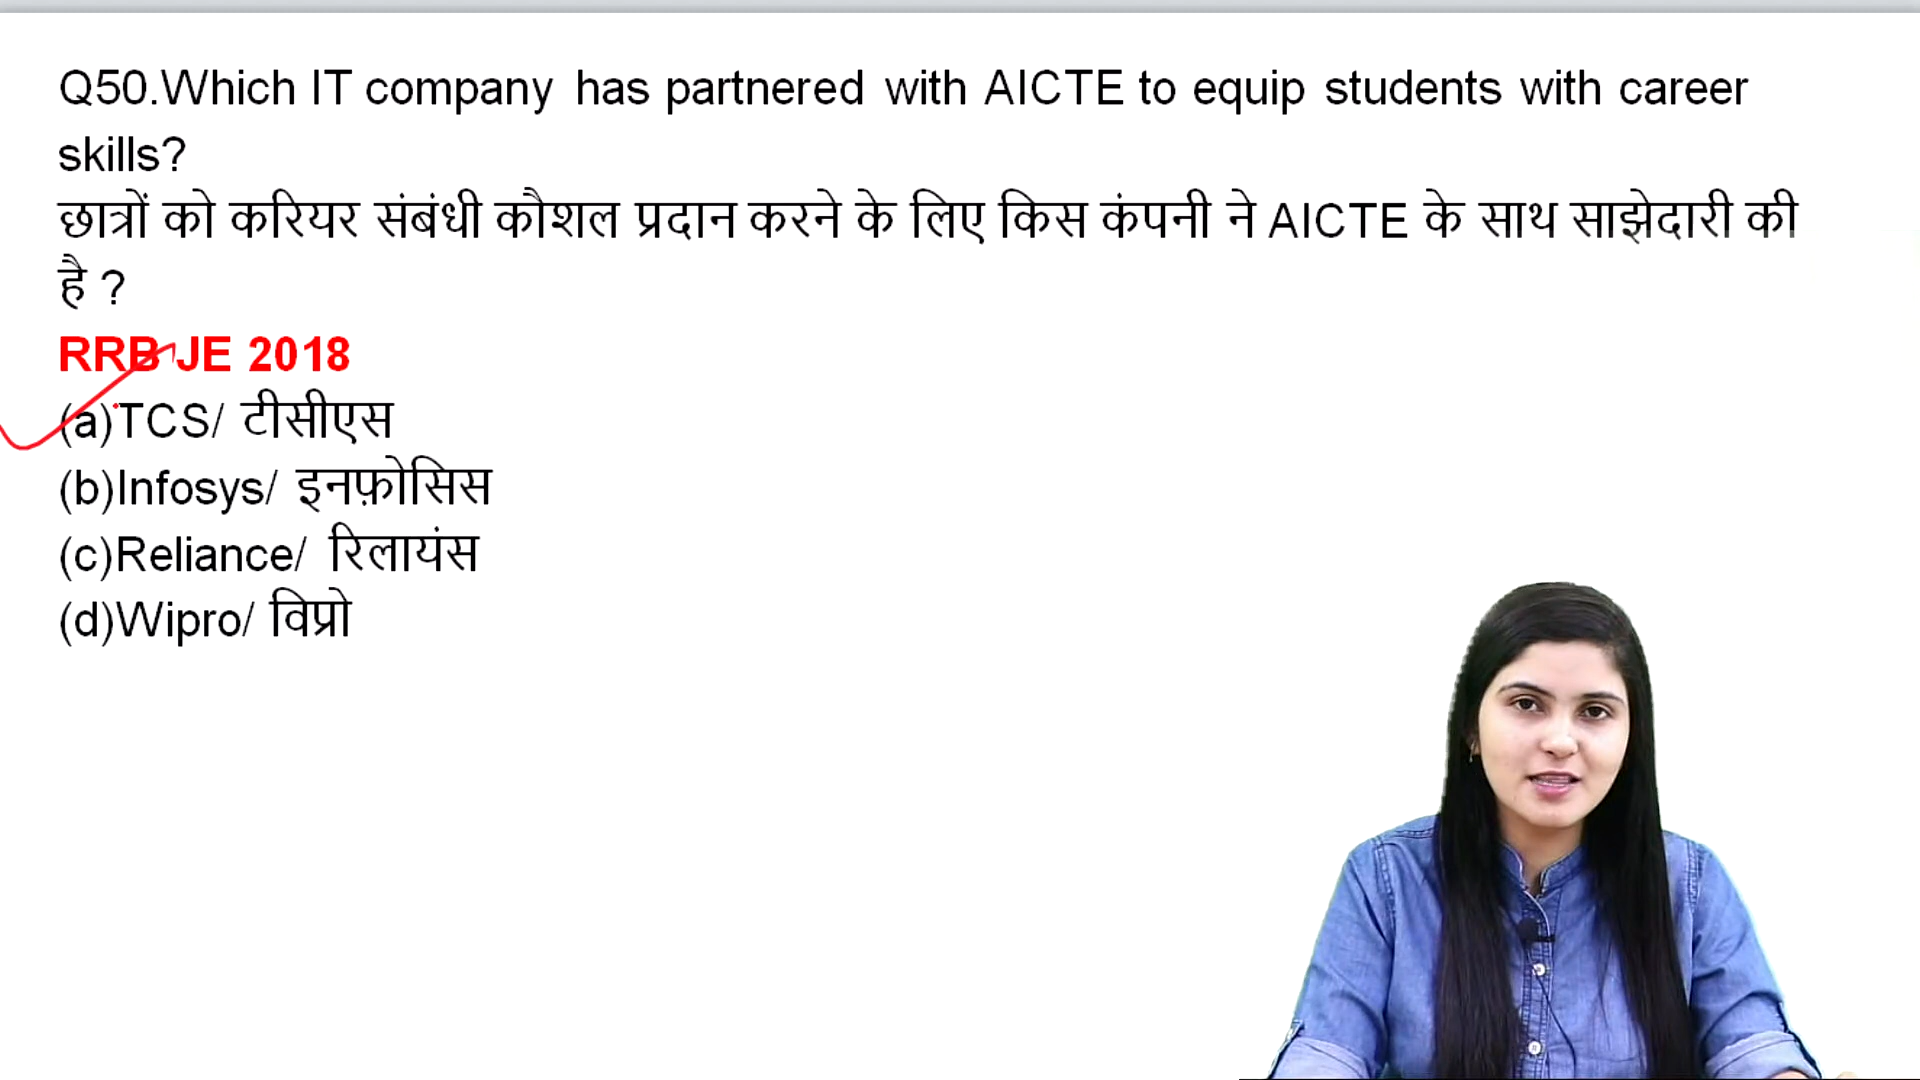 Q50.Which IT company has partnered with AICTE to equip students with career
skills?
छात्रों को करियर संबंधी कौशल प्रदान करने के लिए किस कंपनी ने AICTE के साथ साझेदारी की
है ?
RRB JE 2018
(a)TCS/ टीसीएस
(b)Infosys/ इनफ़ोसिस
(c)Reliance/ रिलायंस
(d)Wipro/ विप्रो